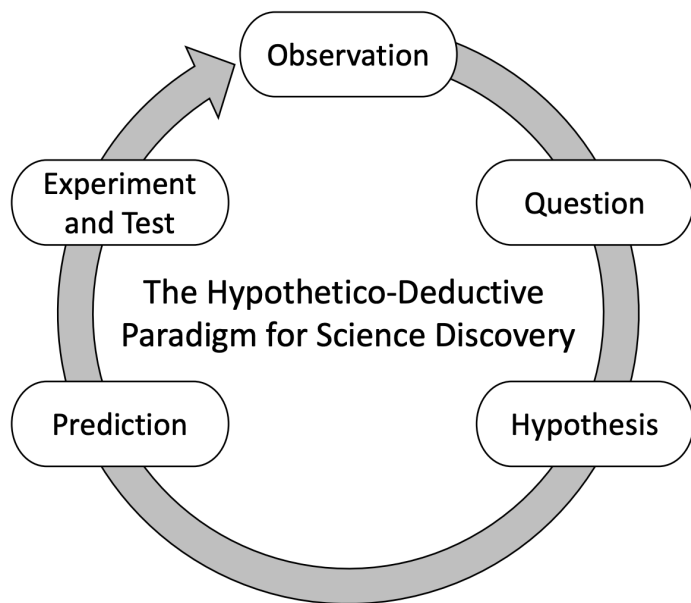 Observation
Question
Hypothesis
Prediction
Experiment
and Test
The Hypothetico-Deductive
Paradigm for Science Discovery